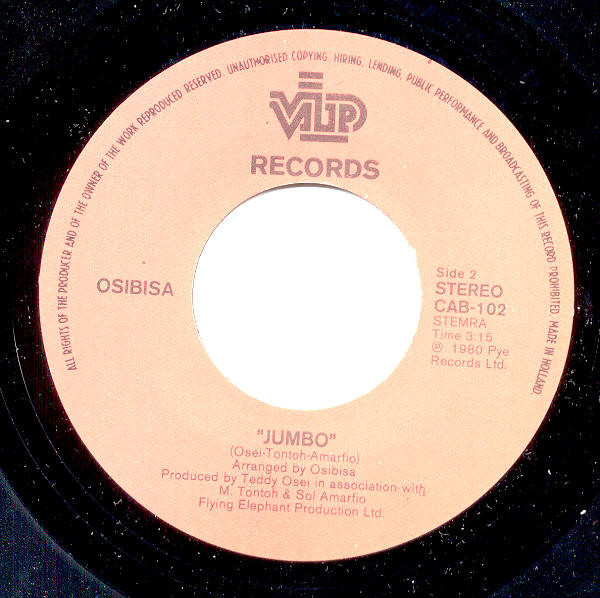 ALL RIGHTS OF THE PRODUCER AND OF THE OWNER OF THE WORK REPRODUCED RESERVED. UNAUTHORISED COPYING, HIRING, LENDING, PUBLIC PERFORMANCE AND BROADCASTING OF THIS RECORD PROHIBITED. MADE IN HOLLAND.
VIP
RECORDS
OSIBISA
Side 2
STEREO
CAB-102
STEMRA
Time 3:15
℗ 1980 Pye
Records Ltd.
"JUMBO"
(Osei-Tontoh-Amarfio)
Arranged by Osibisa
Produced by Teddy Osei in association with
M. Tontoh & Sol Amarfio
Flying Elephant Production Ltd.